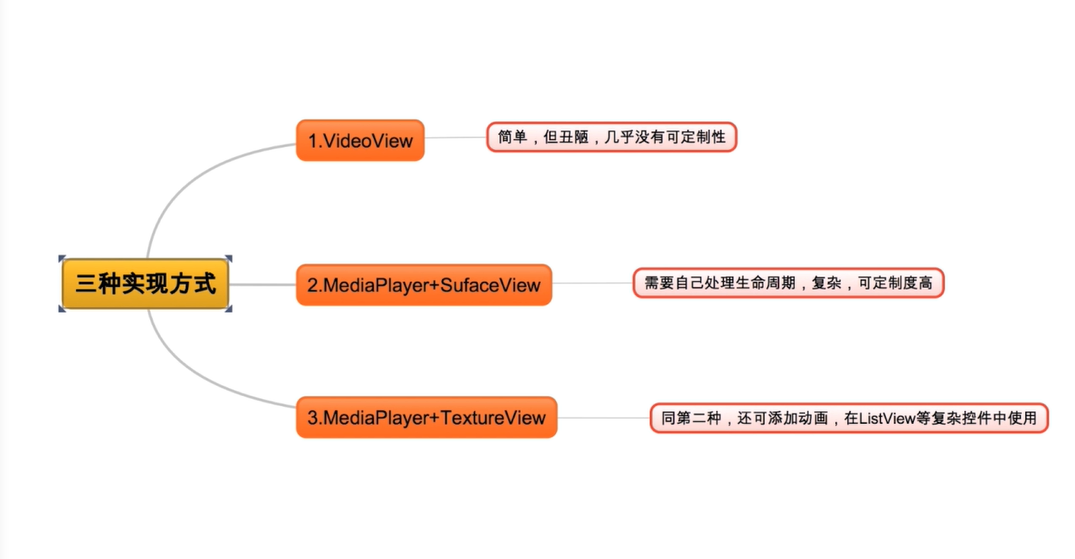 1.VideoView
简单，但丑陋，几乎没有可定制性
三种实现方式
2.MediaPlayer+SufaceView
需要自己处理生命周期，复杂，可定制度高
3.MediaPlayer+TextureView
同第二种，还可添加动画，在ListView等复杂控件中使用